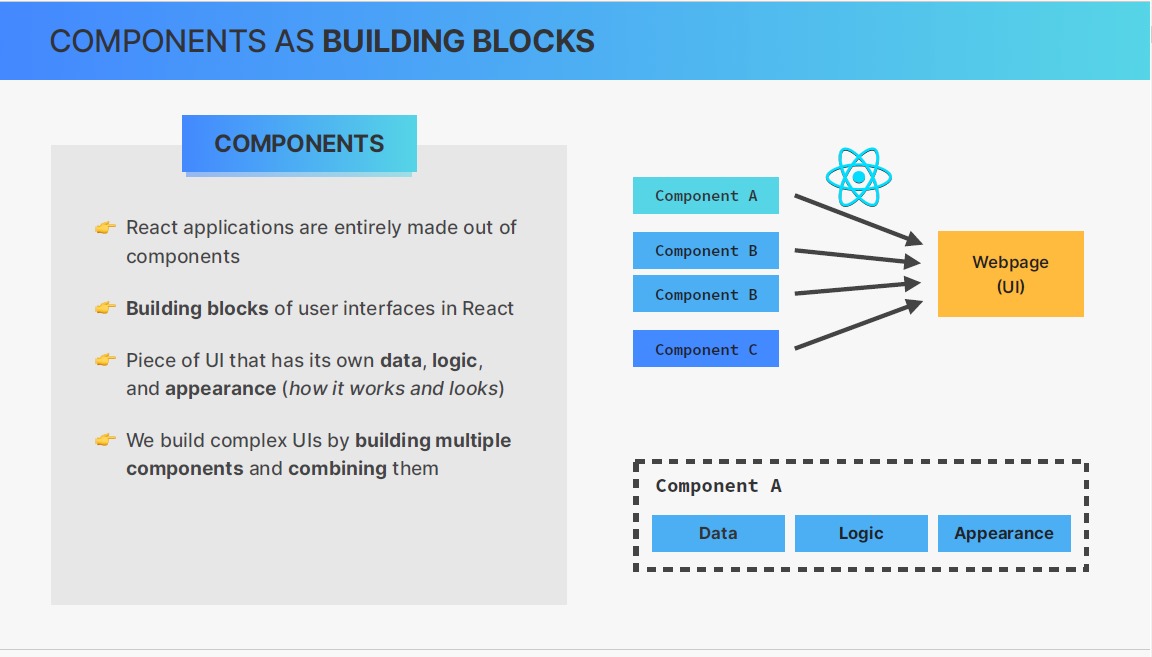 COMPONENTS AS BUILDING BLOCKS
COMPONENTS
👉 React applications are entirely made out of
components
👉 Building blocks of user interfaces in React
👉 Piece of UI that has its own data, logic,
and appearance (how it works and looks)
👉 We build complex UIs by building multiple
components and combining them
Component A
Component B
Component B
Component C
Webpage
(UI)
Component A
Data
Logic
Appearance